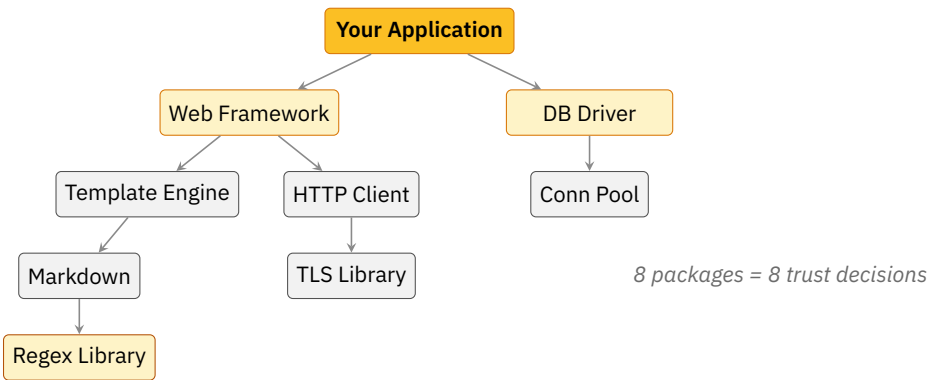 Your Application
Web Framework
DB Driver
Template Engine
HTTP Client
Conn Pool
Markdown
TLS Library
8 packages = 8 trust decisions
Regex Library